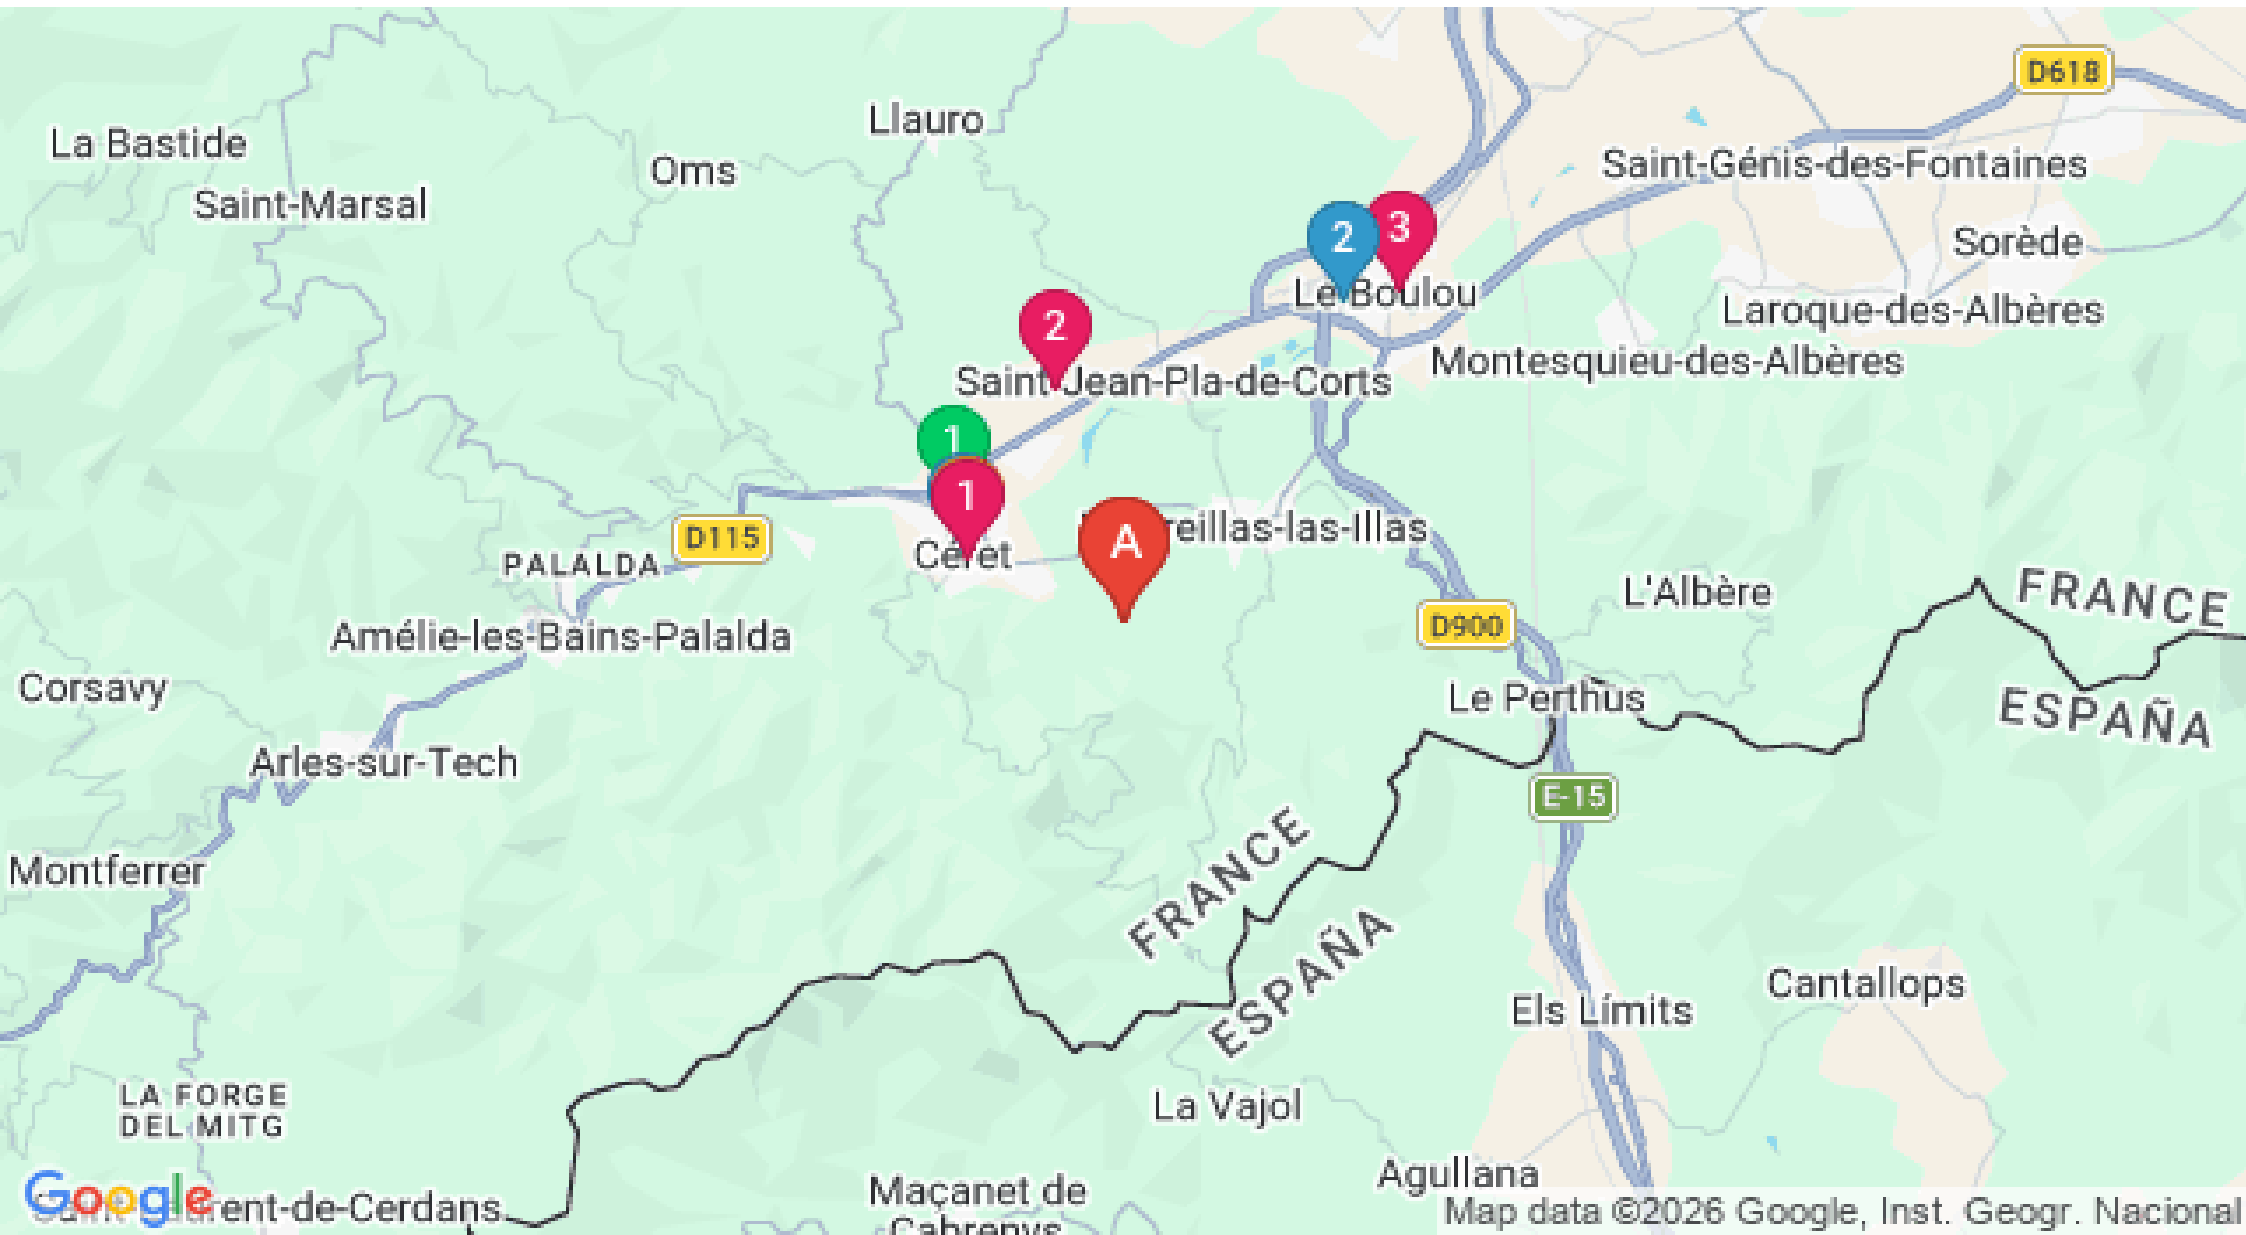 D618
Llauro
La Bastide
Oms
Saint-Génis-des-Fontaines
Saint-Marsal
3
2
Sorède
Le Boulou
Laroque-des-Albères
2
Montesquieu-des-Albères
Saint-Jean-Pla-de-Corts
1
1
reillas-las-Illas
D115
A
Céret
PALALDA
L'Albère
FRANCE
D900
Amélie-les-Bains-Palalda
Corsavy
Le Perthus
ESPAÑA
Arles-sur-Tech
E-15
FRANCE
Montferrer
ESPAÑA
Cantallops
Els Límits
LA FORGE
DEL MITG
La Vajol
Agullana
Maçanet de
Cabrenys
Google
rent-de-Cerdans
Map data ©2026 Google, Inst. Geogr. Nacional